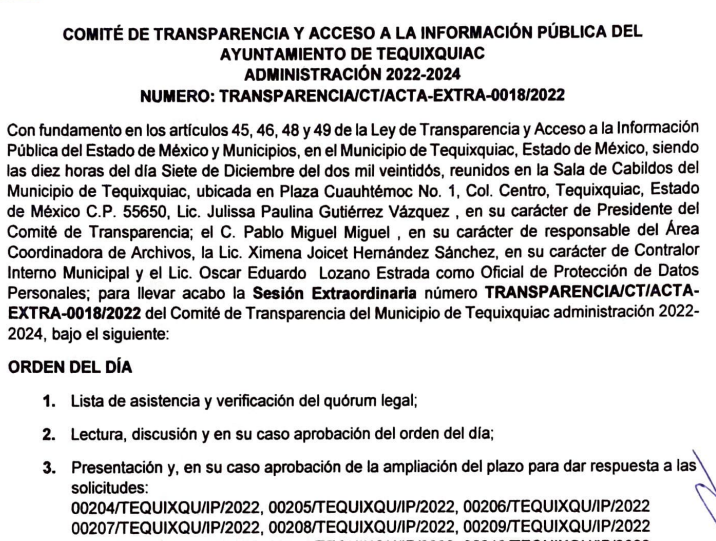 COMITÉ DE TRANSPARENCIA Y ACCESO A LA INFORMACIÓN PÚBLICA DEL
AYUNTAMIENTO DE TEQUIXQUIAC
ADMINISTRACIÓN 2022-2024
NUMERO: TRANSPARENCIA/CT/ACTA-EXTRA-0018/2022
Con fundamento en los artículos 45, 46, 48 y 49 de la Ley de Transparencia y Acceso a la Información
Pública del Estado de México y Municipios, en el Municipio de Tequixquiac, Estado de México, siendo
las diez horas del día Siete de Diciembre del dos mil veintidós, reunidos en la Sala de Cabildos del
Municipio de Tequixquiac, ubicada en Plaza Cuauhtémoc No. 1, Col. Centro, Tequixquiac, Estado
de México C.P. 55650, Lic. Julissa Paulina Gutiérrez Vázquez , en su carácter de Presidente del
Comité de Transparencia; el C. Pablo Miguel Miguel , en su carácter de responsable del Área
Coordinadora de Archivos, la Lic. Ximena Joicet Hernández Sánchez, en su carácter de Contralor
Interno Municipal y el Lic. Oscar Eduardo Lozano Estrada como Oficial de Protección de Datos
Personales; para llevar acabo la Sesión Extraordinaria número TRANSPARENCIA/CT/ACTA-
EXTRA-0018/2022 del Comité de Transparencia del Municipio de Tequixquiac administración 2022-
2024, bajo el siguiente:
ORDEN DEL DÍA
1. Lista de asistencia y verificación del quórum legal;
2. Lectura, discusión y en su caso aprobación del orden del día;
3. Presentación y, en su caso aprobación de la ampliación del plazo para dar respuesta a las
solicitudes:
00204/TEQUIXQU/IP/2022, 00205/TEQUIXQU/IP/2022, 00206/TEQUIXQU/IP/2022
00207/TEQUIXQU/IP/2022, 00208/TEQUIXQU/IP/2022, 00209/TEQUIXQU/IP/2022